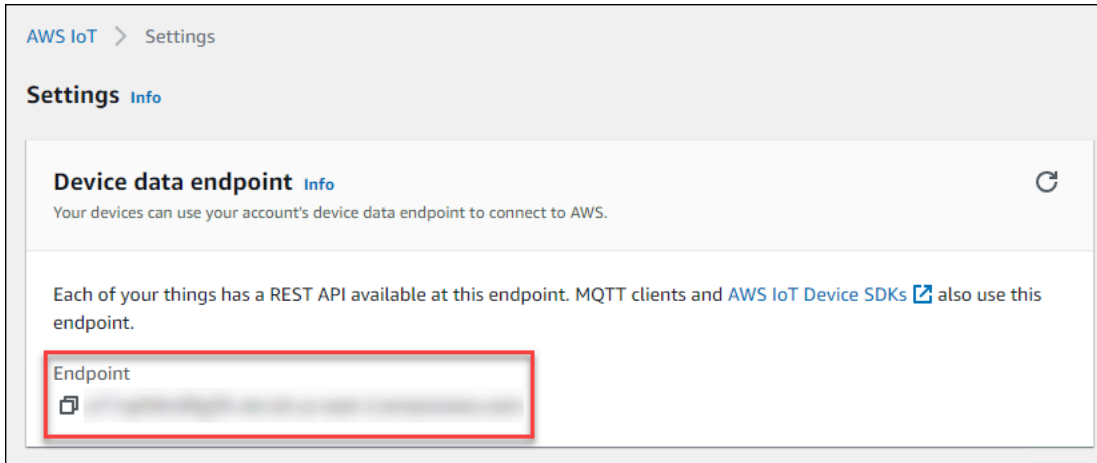 AWS IoT > Settings
Settings Info
Device data endpoint Info
Your devices can use your account's device data endpoint to connect to AWS.
Each of your things has a REST API available at this endpoint. MQTT clients and AWS IoT Device SDKs also use this
endpoint.
Endpoint